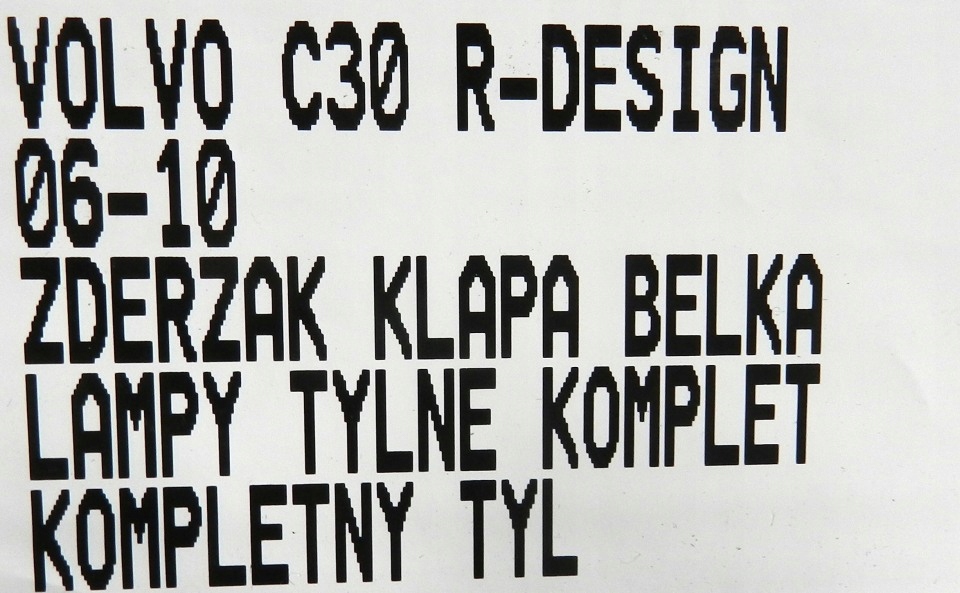 VOLVO C30 R-DESIGN
06-10
ZDERZAK KLAPA BELKA
LAMPY TYLNE KOMPLET
KOMPLETNY TYL